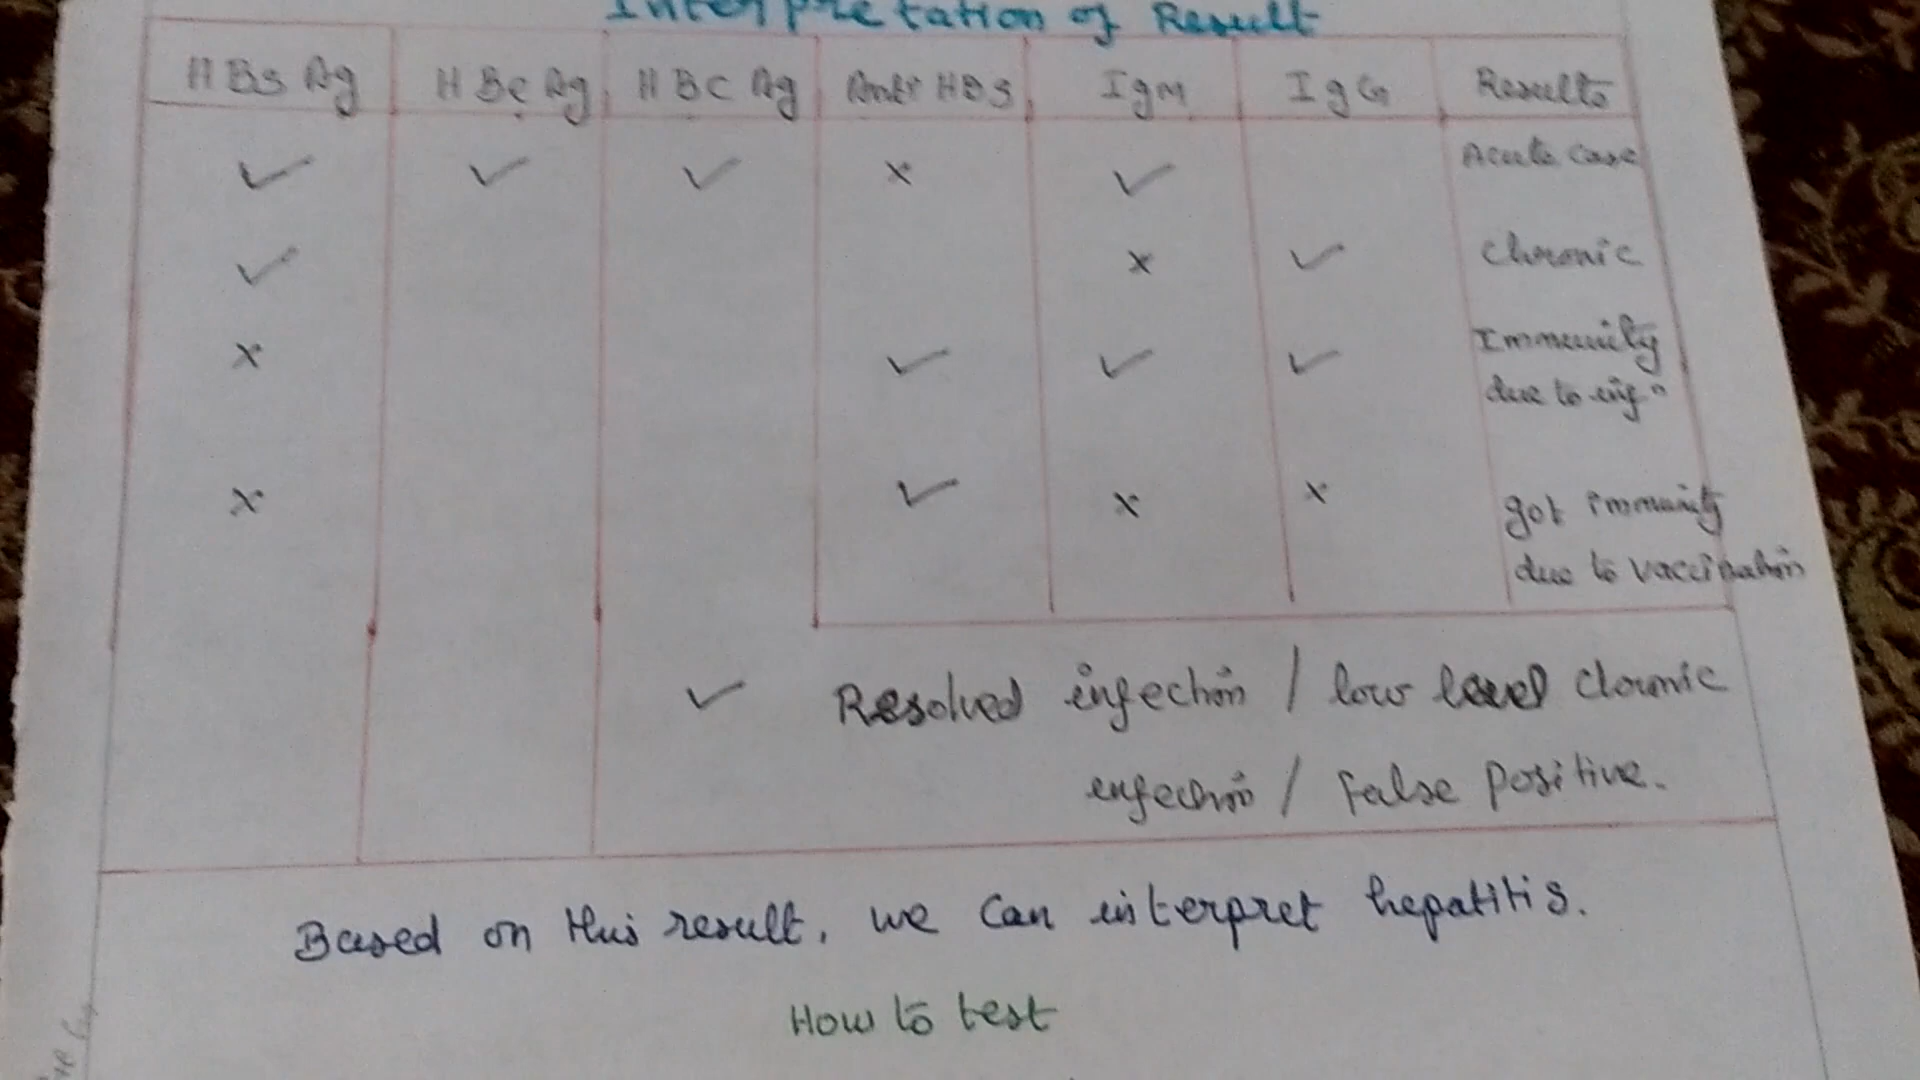 Interpretation of Result
HBs Ag HBe Ag HBC Ag Anti HBS IgM IgG Results
✓ ✓ ✓ x ✓ Acute case
✓ x ✓ Chronic
x ✓ ✓ ✓ Immunity
due to infⁿ
x ✓ x x got immunity
due to vaccination
✓ Resolved infection / low level chronic
infection / False positive.
Based on this result, we can interpret hepatitis.
How to test